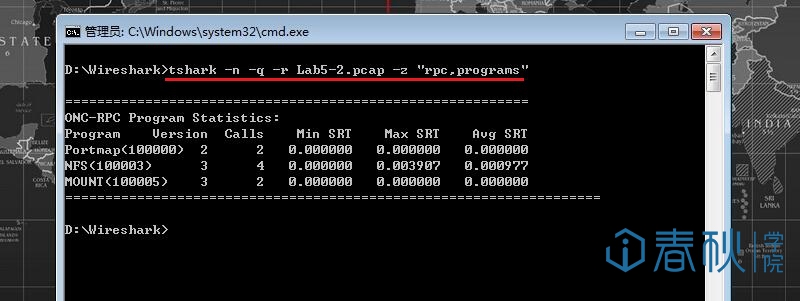 管理员: C:\Windows\system32\cmd.exe
D:\Wireshark>tshark -n -q -r Lab5-2.pcap -z "rpc,programs"
==========================================================
ONC-RPC Program Statistics:
Program    Version  Calls    Min SRT    Max SRT    Avg SRT
Portmap(100000)  2      2   0.000000   0.000000   0.000000
NFS(100003)      3      4   0.000000   0.003907   0.000977
MOUNT(100005)    3      2   0.000000   0.000000   0.000000
===================================================================
D:\Wireshark>
INDIA
SRI
LANKA
春秋学院